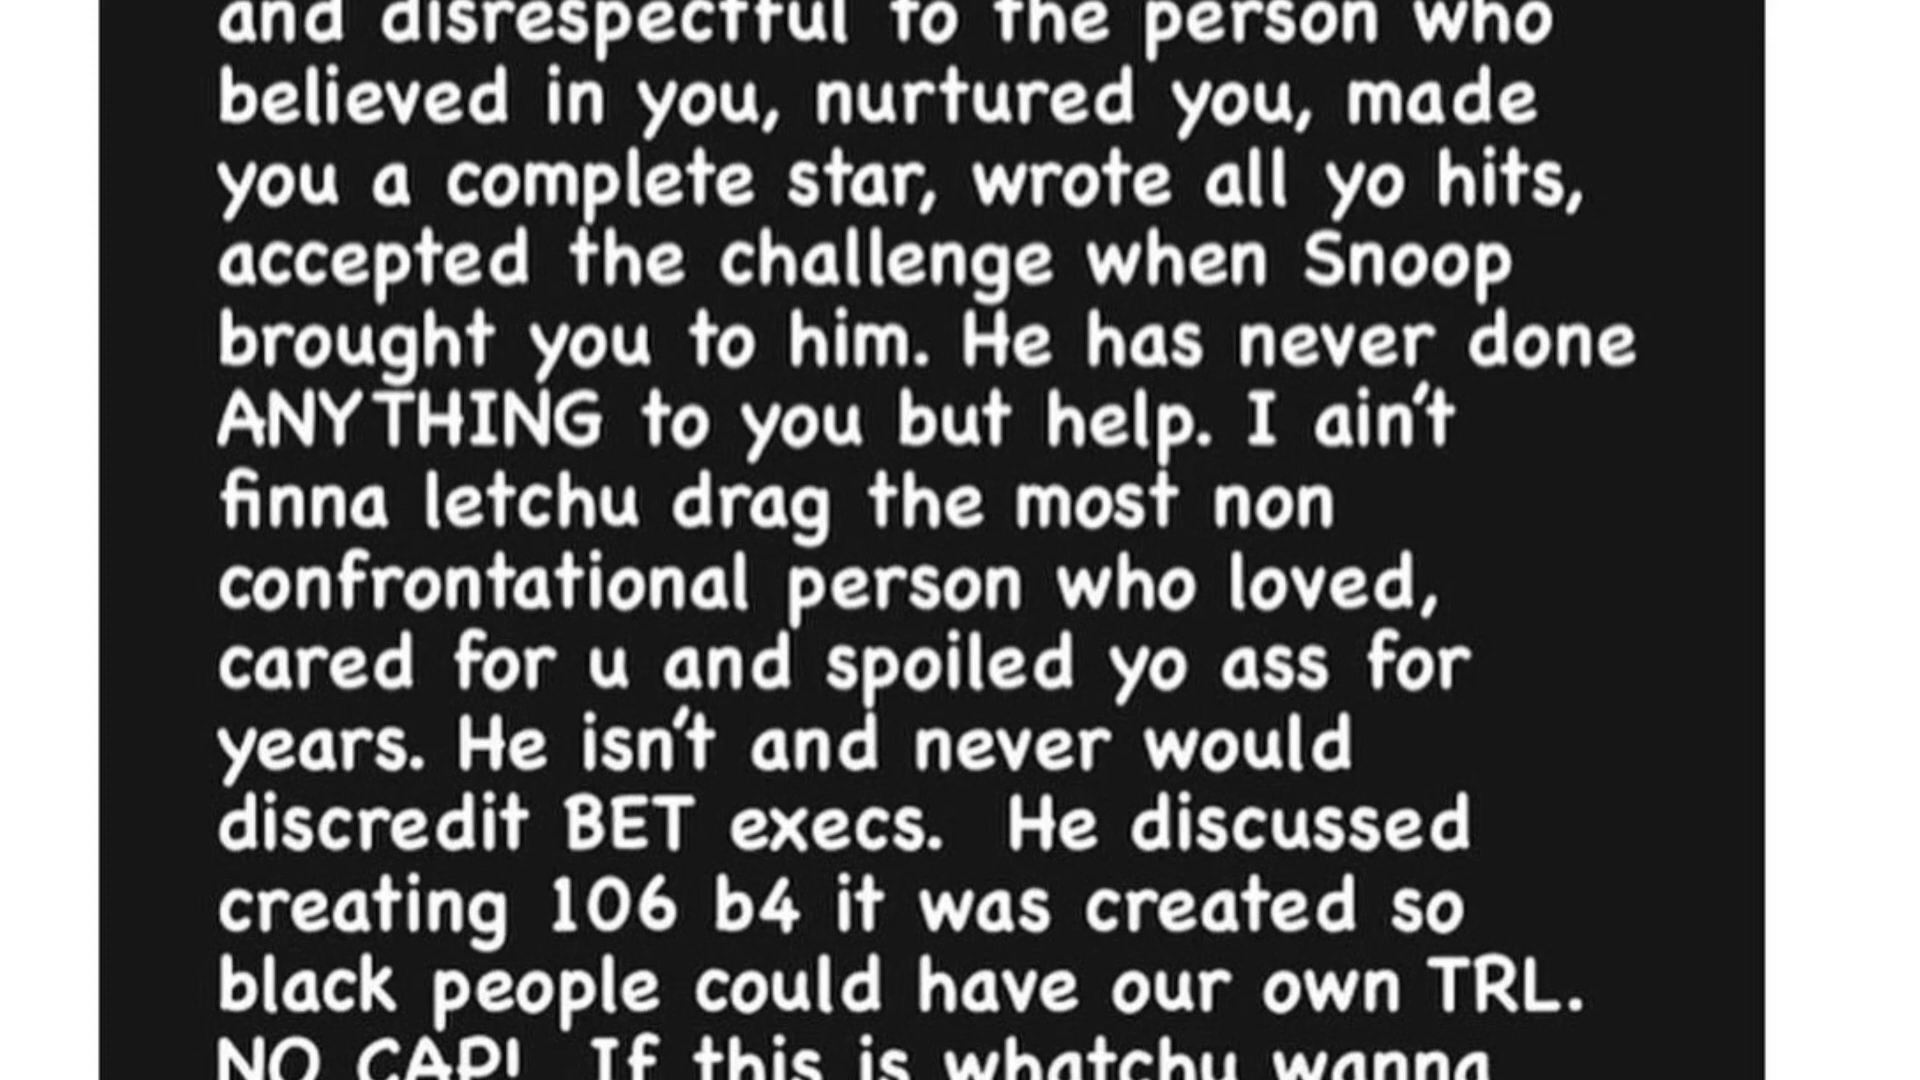 and disrespectful to the person who
believed in you, nurtured you, made
you a complete star, wrote all yo hits,
accepted the challenge when Snoop
brought you to him. He has never done
ANYTHING to you but help. I ain't
finna letchu drag the most non
confrontational person who loved,
cared for u and spoiled yo ass for
years. He isn't and never would
discredit BET execs.  He discussed
creating 106 b4 it was created so
black people could have our own TRL.
NO CAP!  If this is whatchu wanna